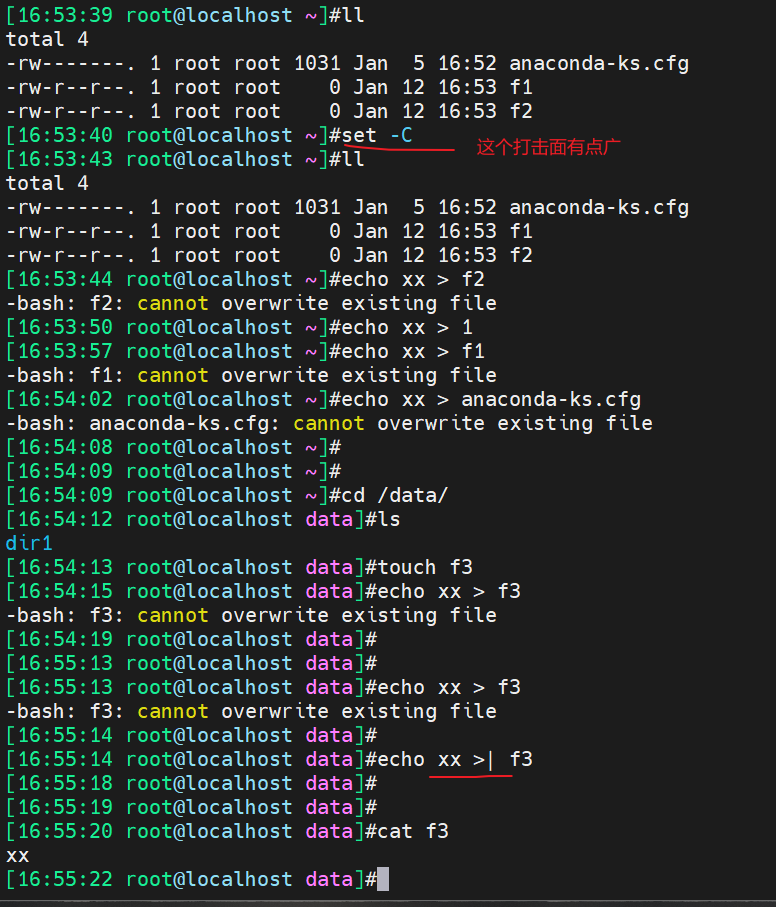 [16:53:39 root@localhost ~]#ll
total 4
-rw-------. 1 root root 1031 Jan  5 16:52 anaconda-ks.cfg
-rw-r--r--. 1 root root    0 Jan 12 16:53 f1
-rw-r--r--. 1 root root    0 Jan 12 16:53 f2
[16:53:40 root@localhost ~]#set -C 这个打击面有点广
[16:53:43 root@localhost ~]#ll
total 4
-rw-------. 1 root root 1031 Jan  5 16:52 anaconda-ks.cfg
-rw-r--r--. 1 root root    0 Jan 12 16:53 f1
-rw-r--r--. 1 root root    0 Jan 12 16:53 f2
[16:53:44 root@localhost ~]#echo xx > f2
-bash: f2: cannot overwrite existing file
[16:53:50 root@localhost ~]#echo xx > 1
[16:53:57 root@localhost ~]#echo xx > f1
-bash: f1: cannot overwrite existing file
[16:54:02 root@localhost ~]#echo xx > anaconda-ks.cfg
-bash: anaconda-ks.cfg: cannot overwrite existing file
[16:54:08 root@localhost ~]#
[16:54:09 root@localhost ~]#
[16:54:09 root@localhost ~]#cd /data/
[16:54:12 root@localhost data]#ls
dir1
[16:54:13 root@localhost data]#touch f3
[16:54:15 root@localhost data]#echo xx > f3
-bash: f3: cannot overwrite existing file
[16:54:19 root@localhost data]#
[16:55:13 root@localhost data]#
[16:55:13 root@localhost data]#echo xx > f3
-bash: f3: cannot overwrite existing file
[16:55:14 root@localhost data]#
[16:55:14 root@localhost data]#echo xx >| f3
[16:55:18 root@localhost data]#
[16:55:19 root@localhost data]#
[16:55:20 root@localhost data]#cat f3
xx
[16:55:22 root@localhost data]#